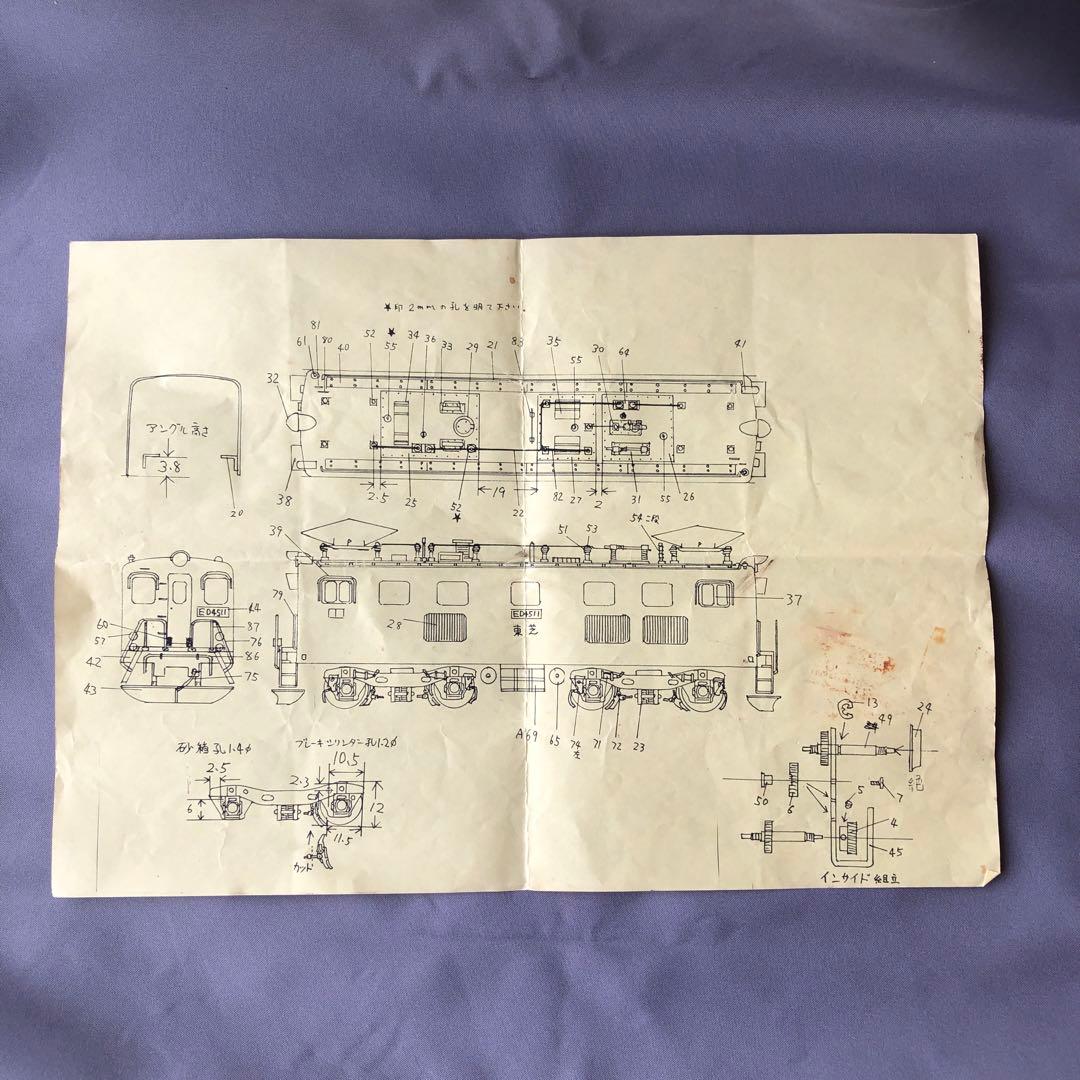 ★印2mmの孔を明て下さい
★
61 81 80 40 52 55 34 36 33 29 21 83 35 55 30 64 41
32
アングル高さ
3.8
20
38 2.5 25 52 19 22 82 27 2 31 55 26
★
39 51 53 54二段
ED4511 44
ED4511
東芝
79 28 37
60 87
57 76
42 86
75
43
A69 65 74 71 72 23
左
砂箱孔1.4φ
ブレーキシリンダー孔1.2φ
2.5 2.3 10.5
6 12
11.5
カット
13 49 24
絶
50 6 5 7
4
45
インサイド組立